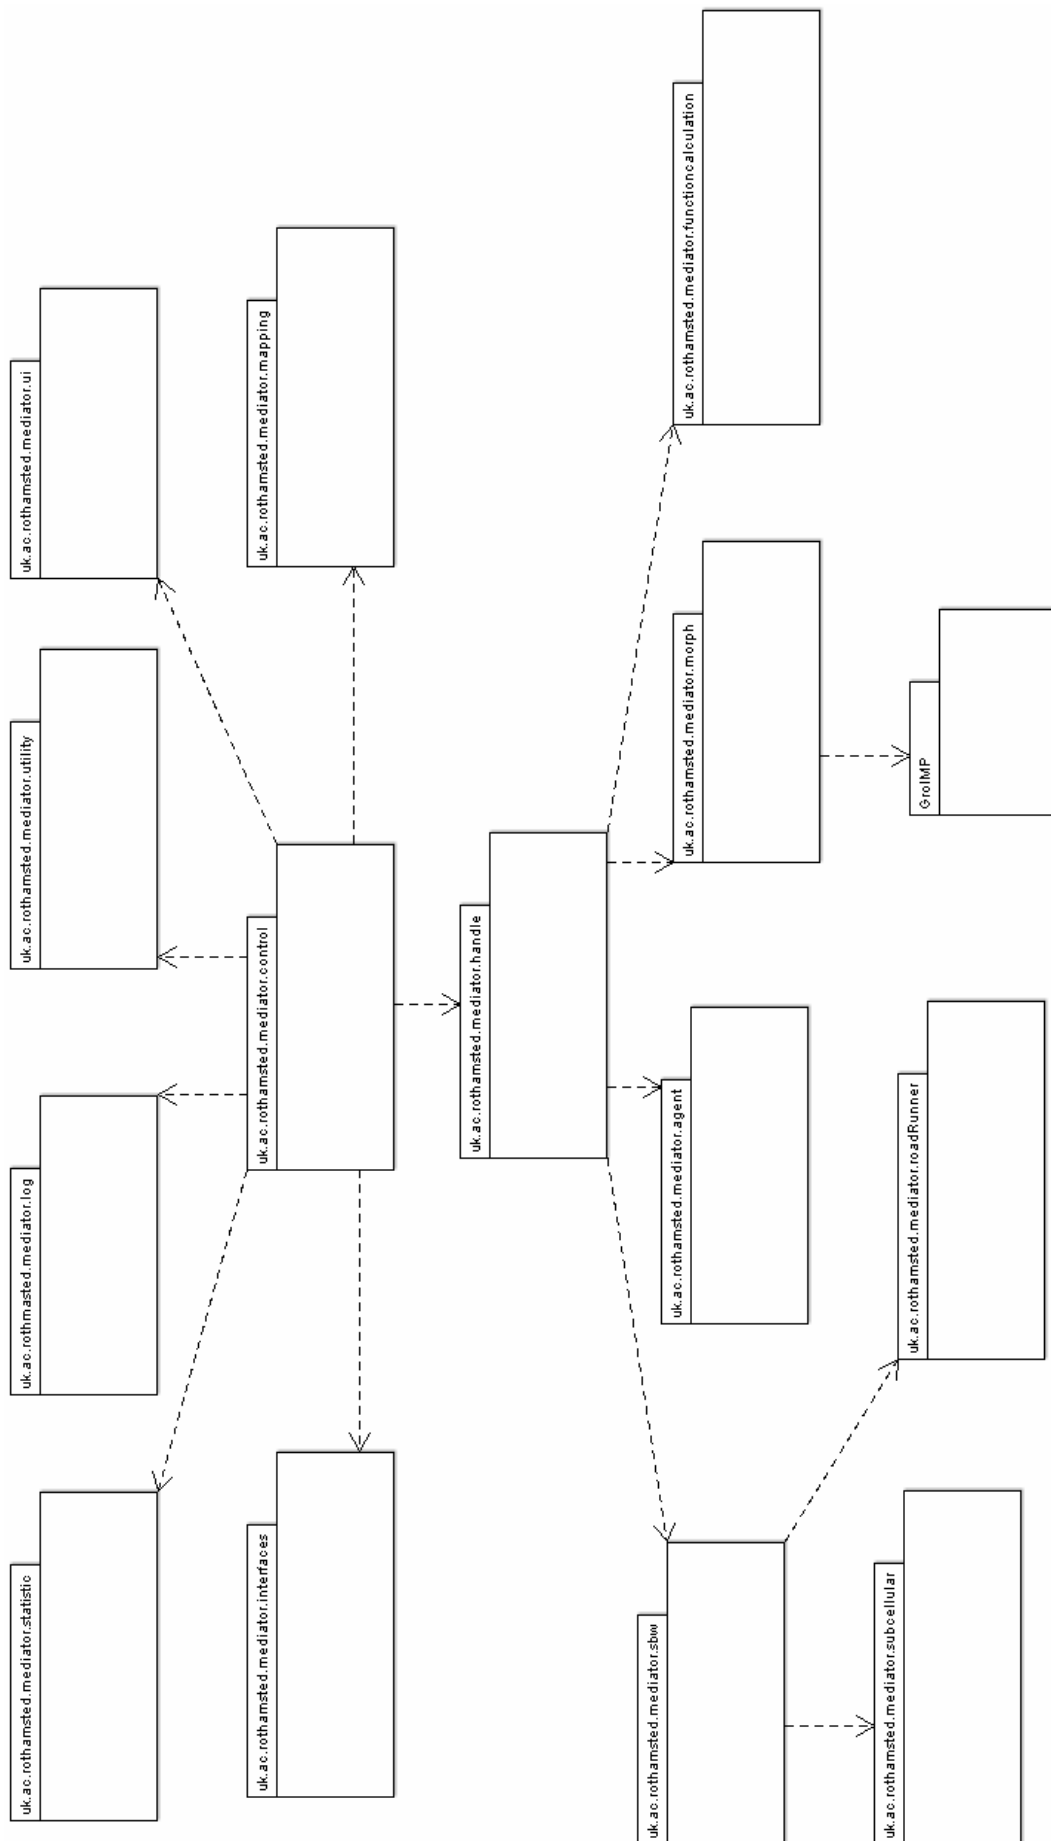 uk.ac.rothamsted.mediator.statistic
uk.ac.rothmasted.mediator.log
uk.ac.rothamsted.mediator.utility
uk.ac.rothamsted.mediator.ui
uk.ac.rothamsted.mediator.interfaces
uk.ac.rothamsted.mediator.control
uk.ac.rothamsted.mediator.mapping
uk.ac.rothamsted.mediator.handle
uk.ac.rothamsted.mediator.sbw
uk.ac.rothamsted.mediator.agent
uk.ac.rothamsted.mediator.morph
uk.ac.rothamsted.mediator.functioncalculation
uk.ac.rothamsted.mediator.subcellular
uk.ac.rothamsted.mediator.roadRunner
GroIMP